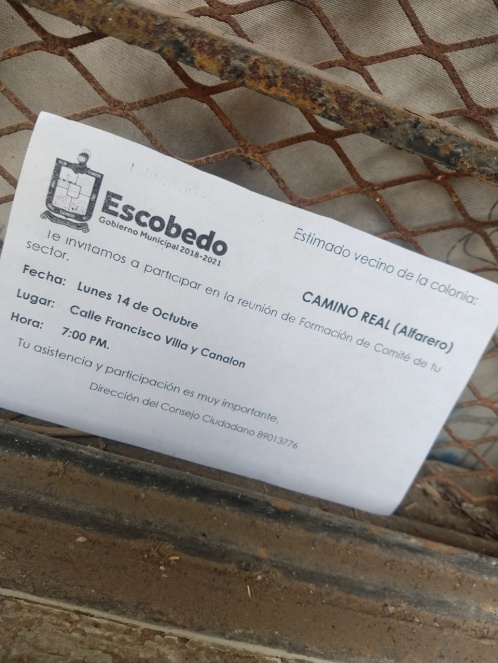 Escobedo
Gobierno Municipal 2018-2021
Estimado vecino de la colonia:
CAMINO REAL (Alfarero)
Te invitamos a participar en la reunión de Formación de Comité de tu
sector.
Fecha: Lunes 14 de Octubre
Lugar: Calle Francisco Villa y Canalon
Hora: 7:00 PM.
Tu asistencia y participación es muy importante.
Dirección del Consejo Ciudadano 89013776